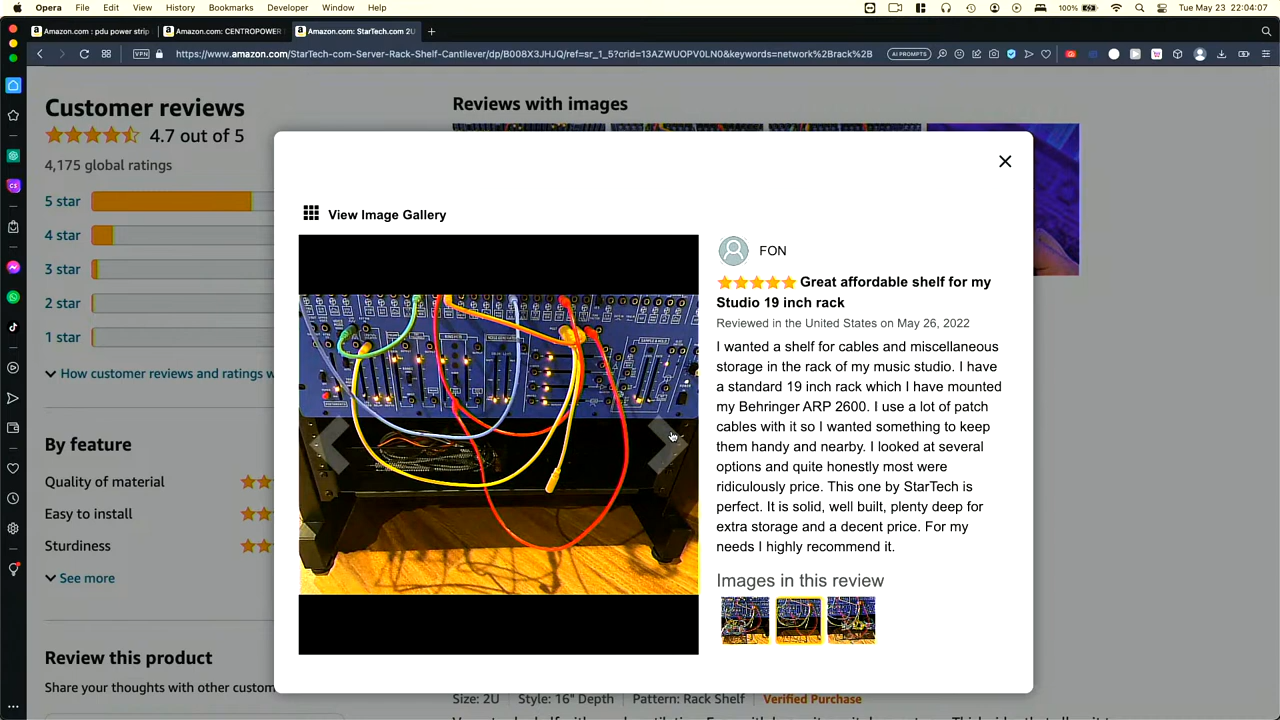 Opera File Edit View History Bookmarks Developer Window Help 100% Tue May 23 22:04:07
Amazon.com : pdu power strip
Amazon.com: CENTROPOWER
Amazon.com: StarTech.com 2U
VPN https://www.amazon.com/StarTech-com-Server-Rack-Shelf-Cantilever/dp/B008X3JHJQ/ref=sr_1_5?crid=13AZWUOPV0LN0&keywords=network%2Brack%2B AI PROMPTS
Customer reviews
4.7 out of 5
4,175 global ratings
5 star
4 star
3 star
2 star
1 star
How customer reviews and ratings w
By feature
Quality of material
Easy to install
Sturdiness
See more
Review this product
Share your thoughts with other custom
Reviews with images
View Image Gallery
FON
Great affordable shelf for my
Studio 19 inch rack
Reviewed in the United States on May 26, 2022
I wanted a shelf for cables and miscellaneous
storage in the rack of my music studio. I have
a standard 19 inch rack which I have mounted
my Behringer ARP 2600. I use a lot of patch
cables with it so I wanted something to keep
them handy and nearby. I looked at several
options and quite honestly most were
ridiculously price. This one by StarTech is
perfect. It is solid, well built, plenty deep for
extra storage and a decent price. For my
needs I highly recommend it.
Images in this review
Size: 2U Style: 16" Depth Pattern: Rack Shelf Verified Purchase